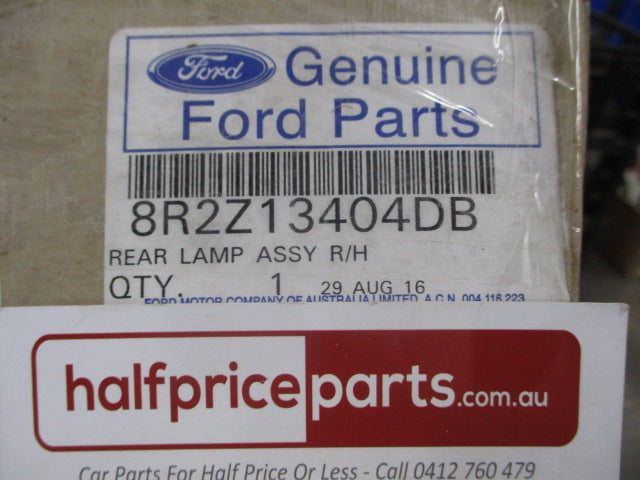 Ford Genuine
Ford Parts
8R2Z13404DB
REAR LAMP ASSY R/H
QTY. 1 29 AUG 16
FORD MOTOR COMPANY OF AUSTRALIA LIMITED A.C.N. 004 116 223
halfpriceparts.com.au
Car Parts For Half Price Or Less - Call 0412 760 479